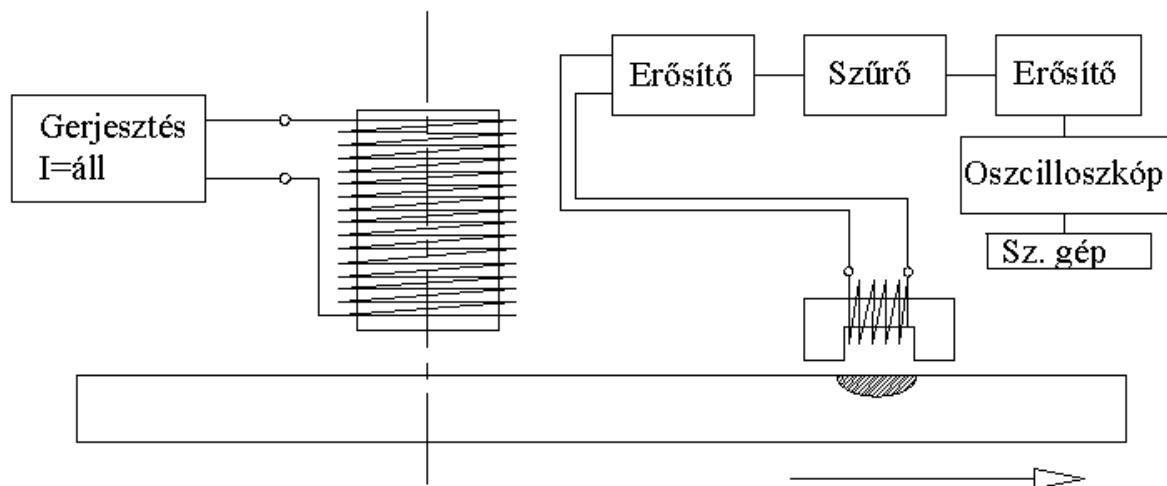 Gerjesztés
I=áll
Erősítő
Szűrő
Erősítő
Oszcilloszkóp
Sz. gép